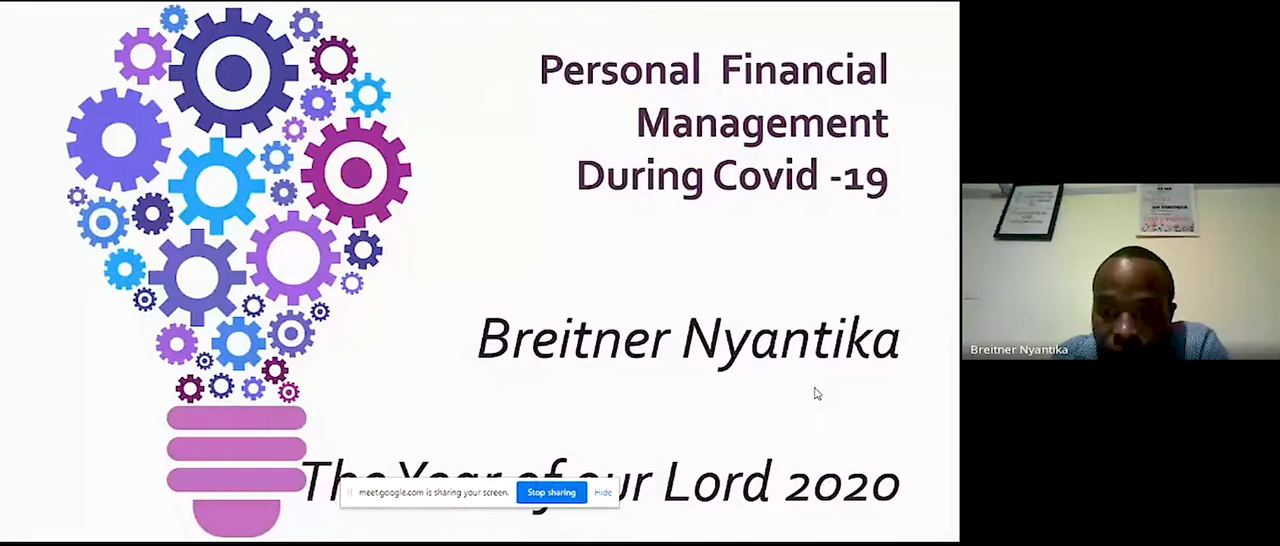 Personal Financial
Management
During Covid -19
Breitner Nyantika
The Year of our Lord 2020
meet.google.com is sharing your screen.
Stop sharing
Hide
Breitner Nyantika